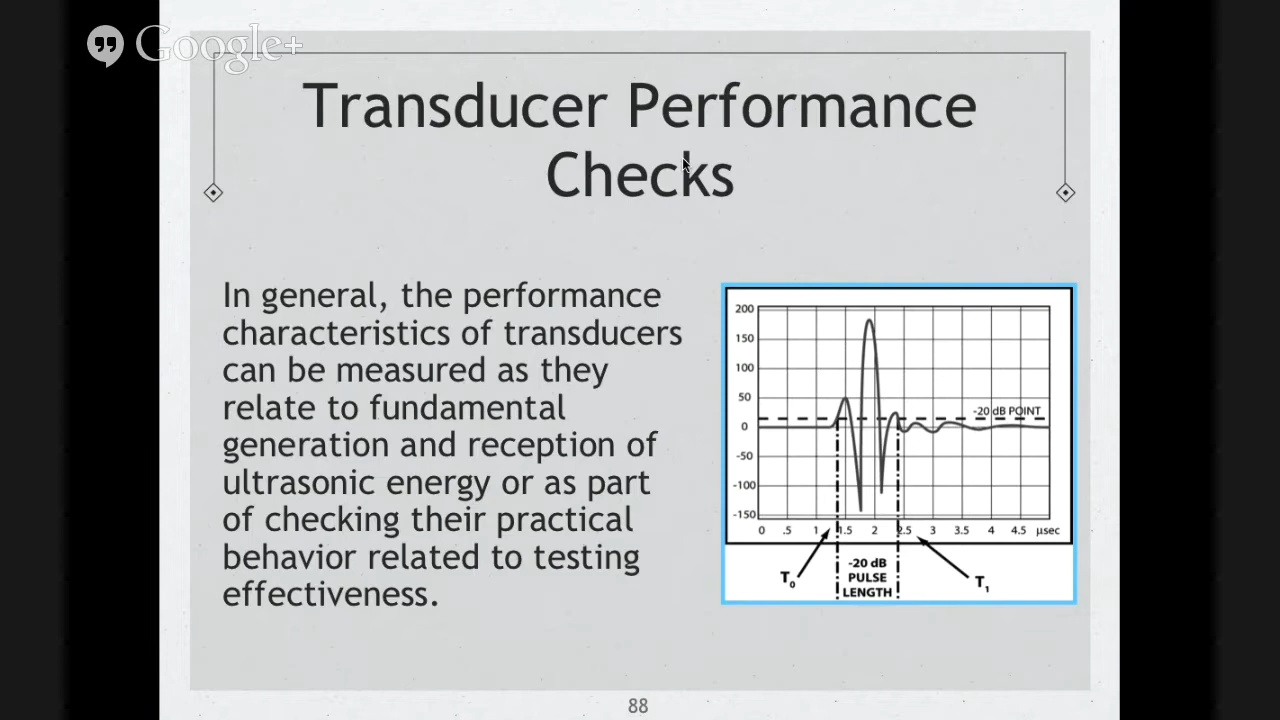 Google+
Transducer Performance
Checks
In general, the performance
characteristics of transducers
can be measured as they
relate to fundamental
generation and reception of
ultrasonic energy or as part
of checking their practical
behavior related to testing
effectiveness.
200
150
100
50
-20 dB POINT
0
-50
-100
-150
0 .5 1 1.5 2 2.5 3 3.5 4 4.5 µsec
T0
-20 dB
PULSE
LENGTH
T1
88